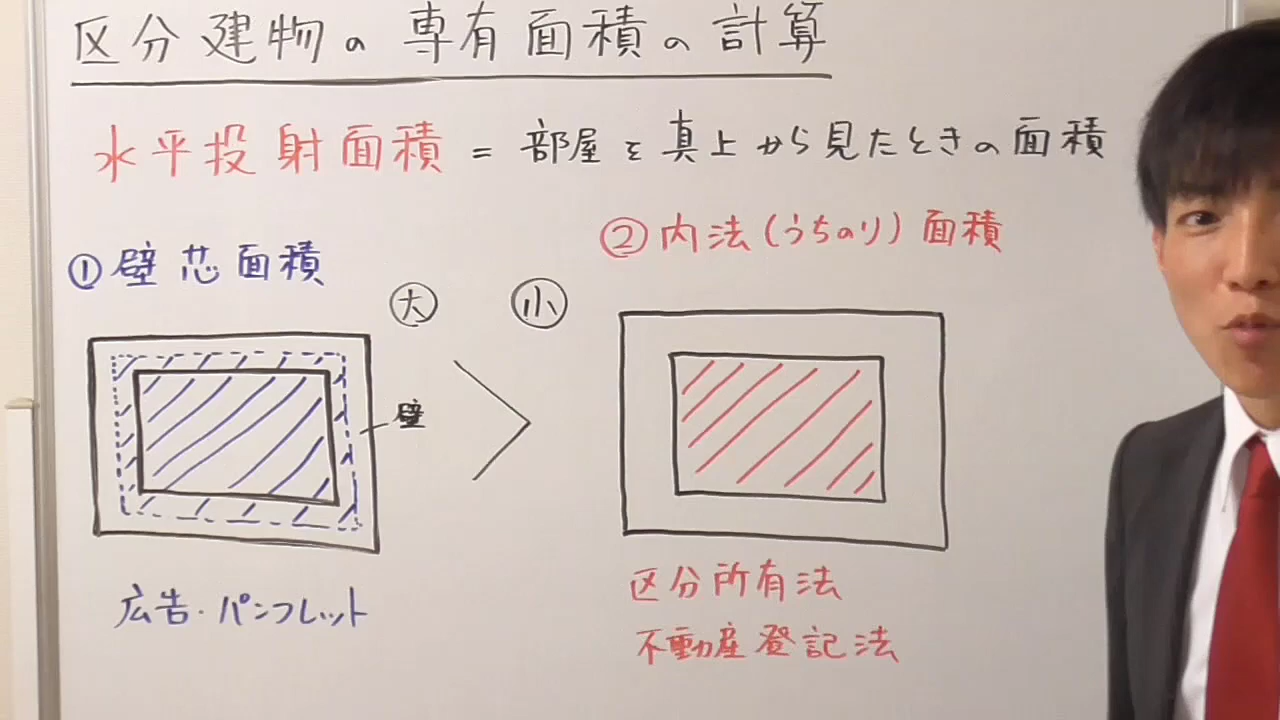 区分建物の専有面積の計算
水平投射面積 = 部屋を真上から見たときの面積
①壁芯面積
②内法(うちのり)面積
大
小
壁
広告・パンフレット
区分所有法
不動産登記法